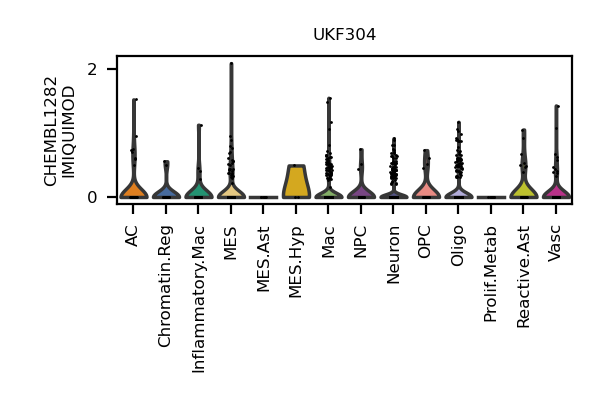 UKF304
CHEMBL1282
IMIQUIMOD
2
0
AC
Chromatin.Reg
Inflammatory.Mac
MES
MES.Ast
MES.Hyp
Mac
NPC
Neuron
OPC
Oligo
Prolif.Metab
Reactive.Ast
Vasc